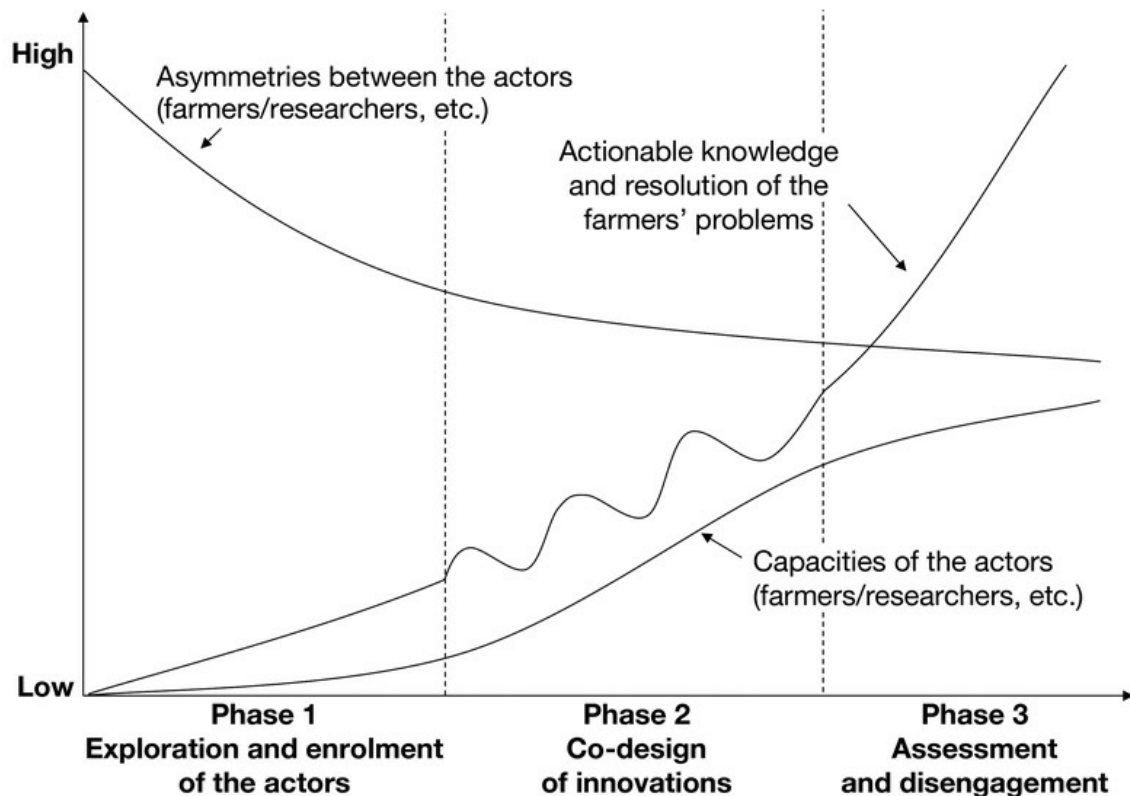 High
Asymmetries between the actors
(farmers/researchers, etc.)
Actionable knowledge
and resolution of the
farmers’ problems
Capacities of the actors
(farmers/researchers, etc.)
Low
Phase 1
Exploration and enrolment
of the actors
Phase 2
Co-design
of innovations
Phase 3
Assessment
and disengagement